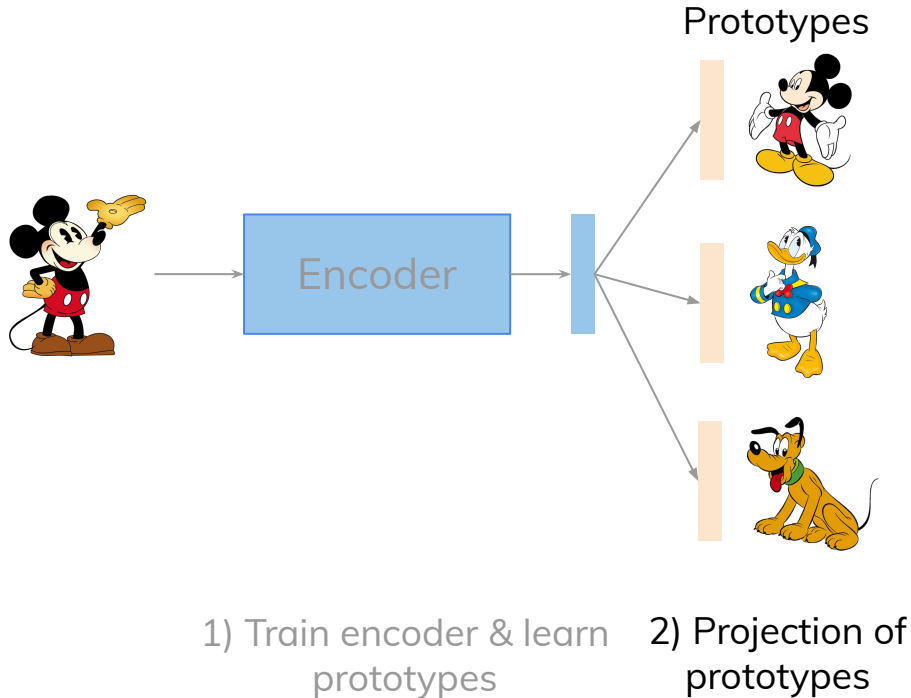 Prototypes
Encoder
1) Train encoder & learn
prototypes
2) Projection of
prototypes